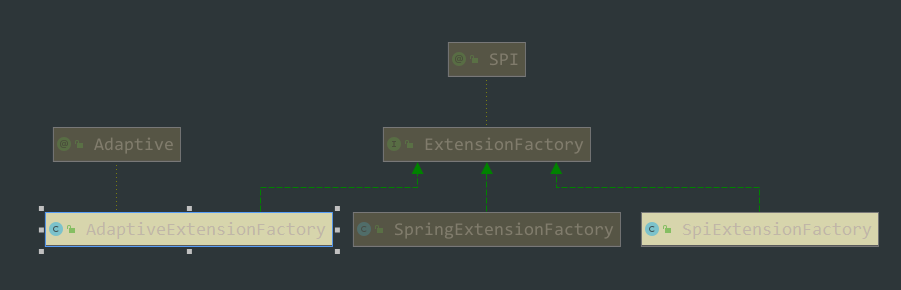 SPI
Adaptive
ExtensionFactory
AdaptiveExtensionFactory
SpringExtensionFactory
SpiExtensionFactory